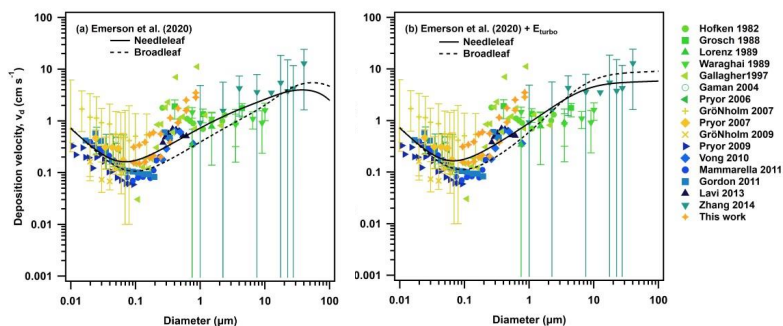 (a) Emerson et al. (2020)
Needleleaf
Broadleaf
100
10
1
0.1
0.01
0.001
Deposition velocity, vd (cm s-1)
0.01
0.1
1
10
100
Diameter (μm)
(b) Emerson et al. (2020) + Eturbo
Needleleaf
Broadleaf
100
10
1
0.1
0.01
0.001
0.01
0.1
1
10
100
Diameter (μm)
Hofken 1982
Grosch 1988
Lorenz 1989
Waraghai 1989
Gallagher1997
Gaman 2004
Pryor 2006
GröNholm 2007
Pryor 2007
GröNholm 2009
Pryor 2009
Vong 2010
Mammarella 2011
Gordon 2011
Lavi 2013
Zhang 2014
This work